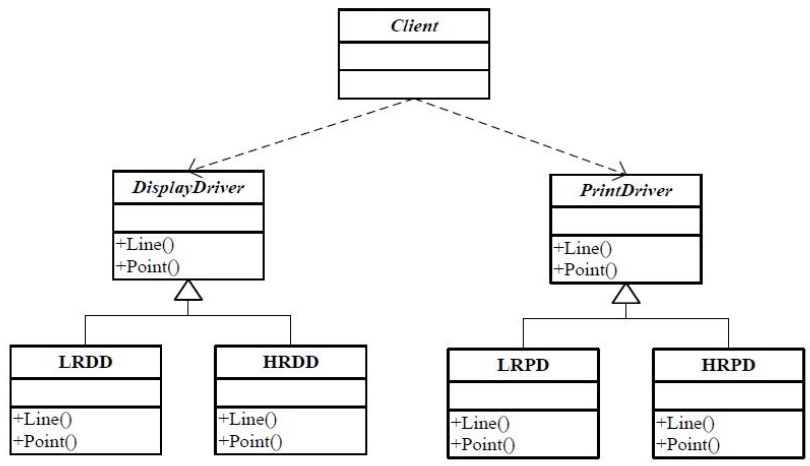 Client
DisplayDriver
+Line()
+Point()
PrintDriver
+Line()
+Point()
LRDD
+Line()
+Point()
HRDD
+Line()
+Point()
LRPD
+Line()
+Point()
HRPD
+Line()
+Point()